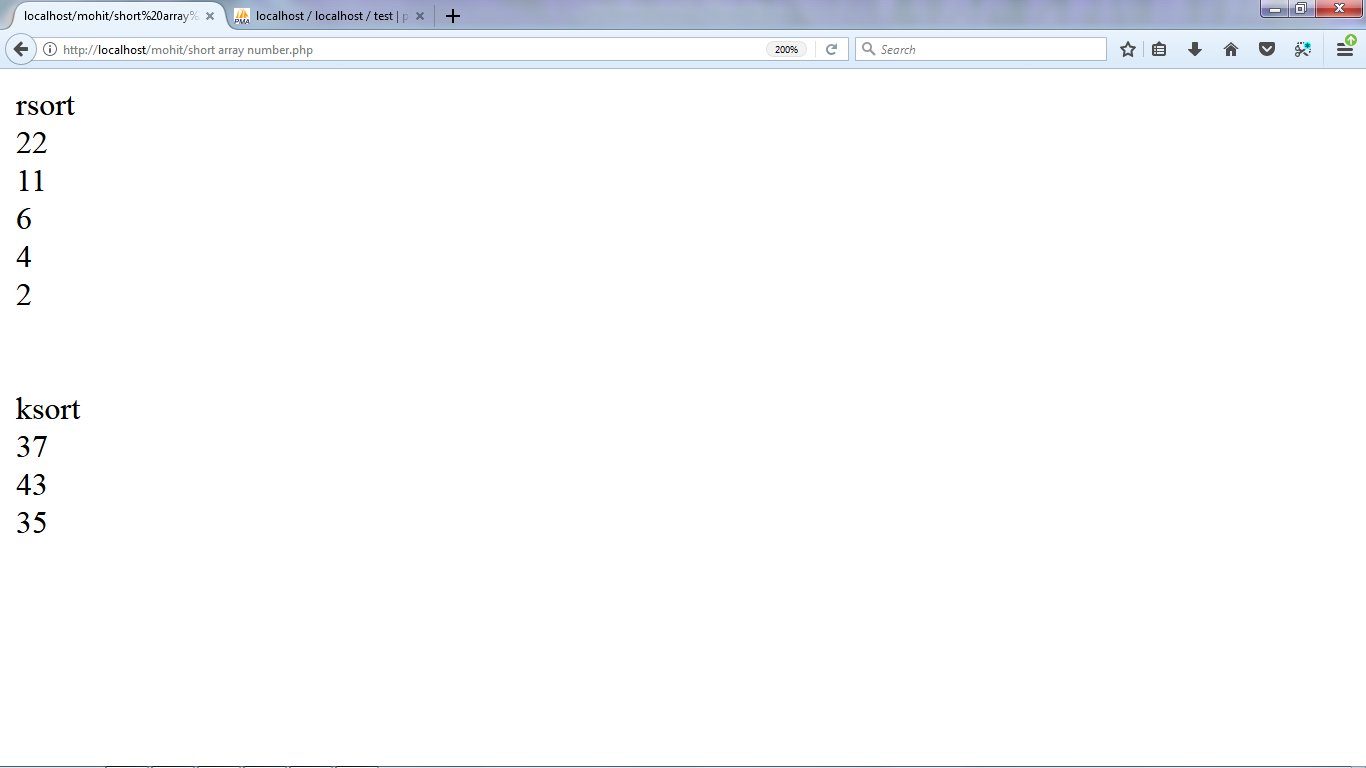 localhost/mohit/short%20array%
localhost / localhost / test | p
http://localhost/mohit/short array number.php
200%
Search
rsort
22
11
6
4
2
ksort
37
43
35